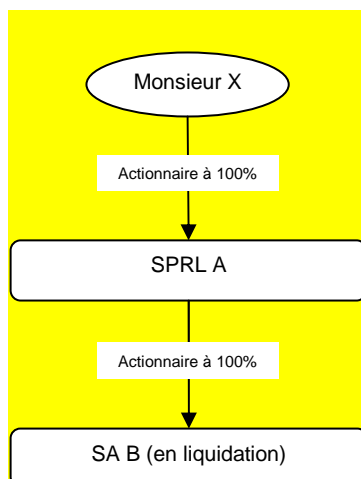 Monsieur X
Actionnaire à 100%
SPRL A
Actionnaire à 100%
SA B (en liquidation)